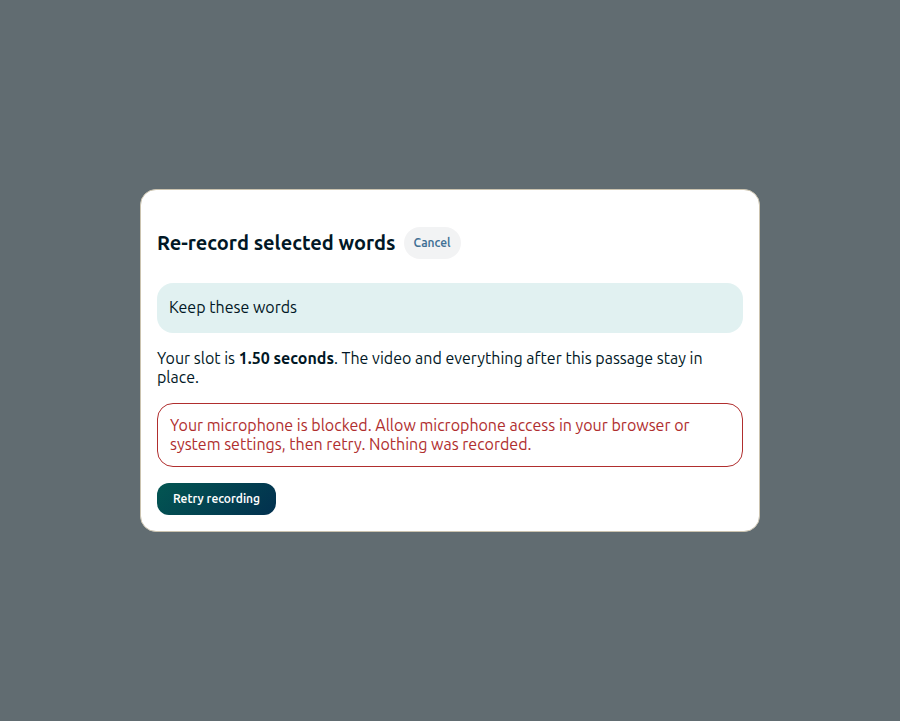 Re-record selected words
Cancel
Keep these words
Your slot is 1.50 seconds. The video and everything after this passage stay in
place.
Your microphone is blocked. Allow microphone access in your browser or
system settings, then retry. Nothing was recorded.
Retry recording